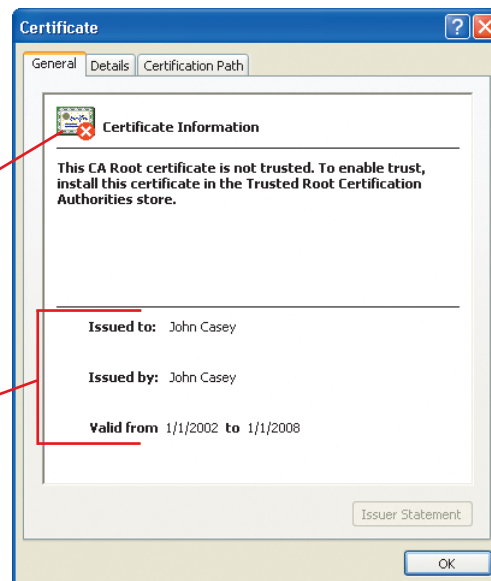 Certificate
General Details Certification Path
Certificate Information
This CA Root certificate is not trusted. To enable trust,
install this certificate in the Trusted Root Certification
Authorities store.
Issued to: John Casey
Issued by: John Casey
Valid from 1/1/2002 to 1/1/2008
Issuer Statement
OK